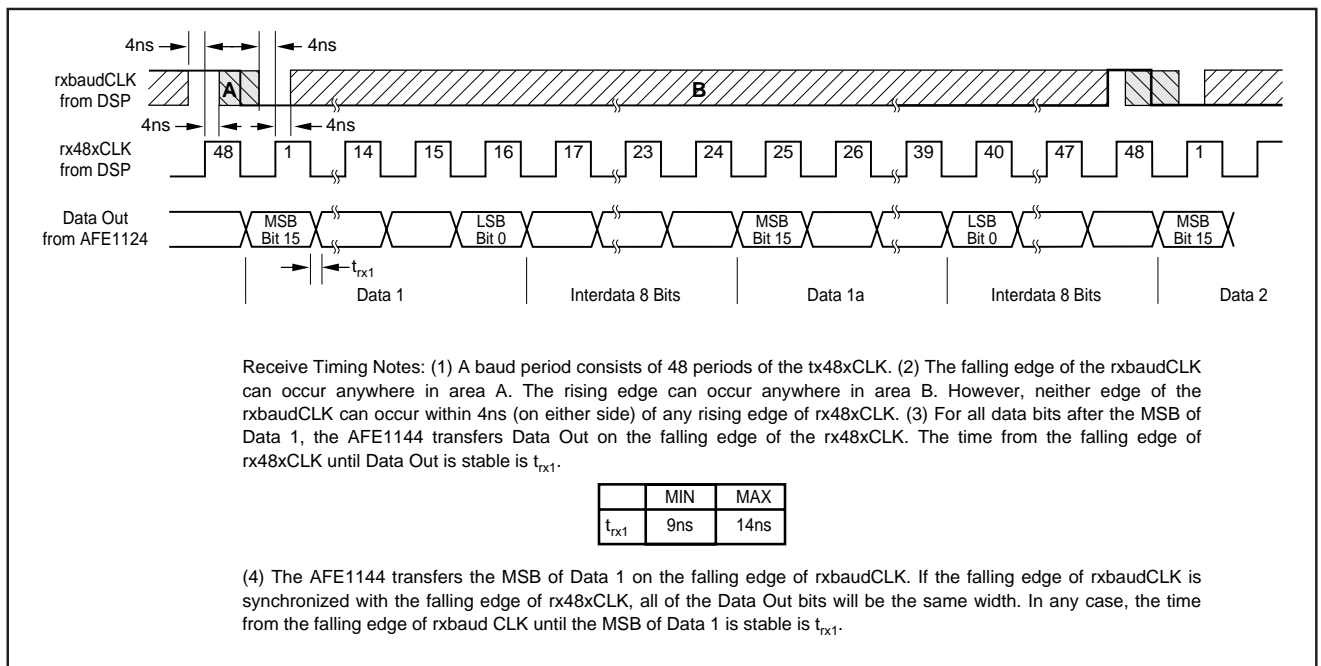 4ns 4ns
rxbaudCLK
from DSP
A B
4ns 4ns
rx48xCLK
from DSP
48 1 14 15 16 17 23 24 25 26 39 40 47 48 1
Data Out
from AFE1124
MSB
Bit 15
LSB
Bit 0
MSB
Bit 15
LSB
Bit 0
MSB
Bit 15
trx1
Data 1 Interdata 8 Bits Data 1a Interdata 8 Bits Data 2
Receive Timing Notes: (1) A baud period consists of 48 periods of the tx48xCLK. (2) The falling edge of the rxbaudCLK
can occur anywhere in area A. The rising edge can occur anywhere in area B. However, neither edge of the
rxbaudCLK can occur within 4ns (on either side) of any rising edge of rx48xCLK. (3) For all data bits after the MSB of
Data 1, the AFE1144 transfers Data Out on the falling edge of the rx48xCLK. The time from the falling edge of
rx48xCLK until Data Out is stable is trx1.
MIN MAX
trx1 9ns 14ns
(4) The AFE1144 transfers the MSB of Data 1 on the falling edge of rxbaudCLK. If the falling edge of rxbaudCLK is
synchronized with the falling edge of rx48xCLK, all of the Data Out bits will be the same width. In any case, the time
from the falling edge of rxbaud CLK until the MSB of Data 1 is stable is trx1.